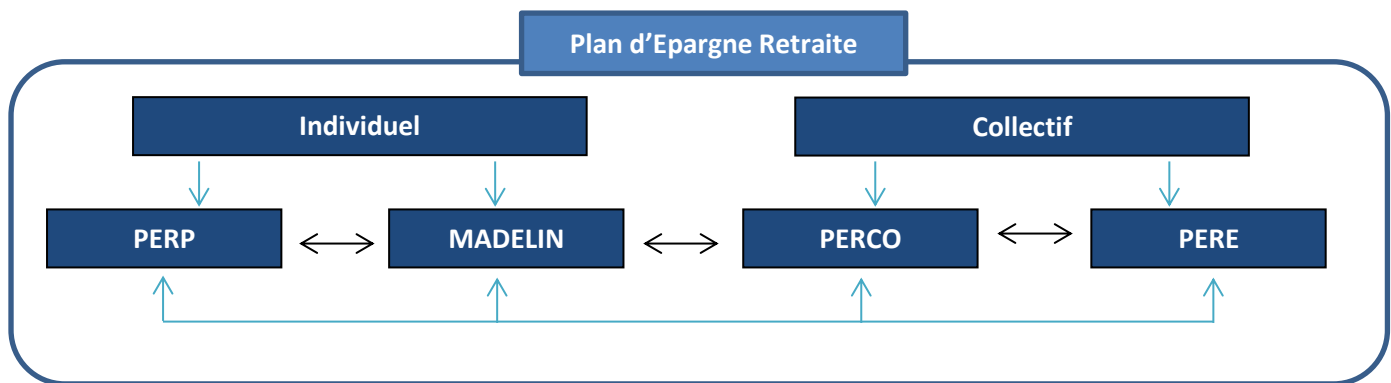 Plan d’Epargne Retraite
Individuel
Collectif
PERP
MADELIN
PERCO
PERE